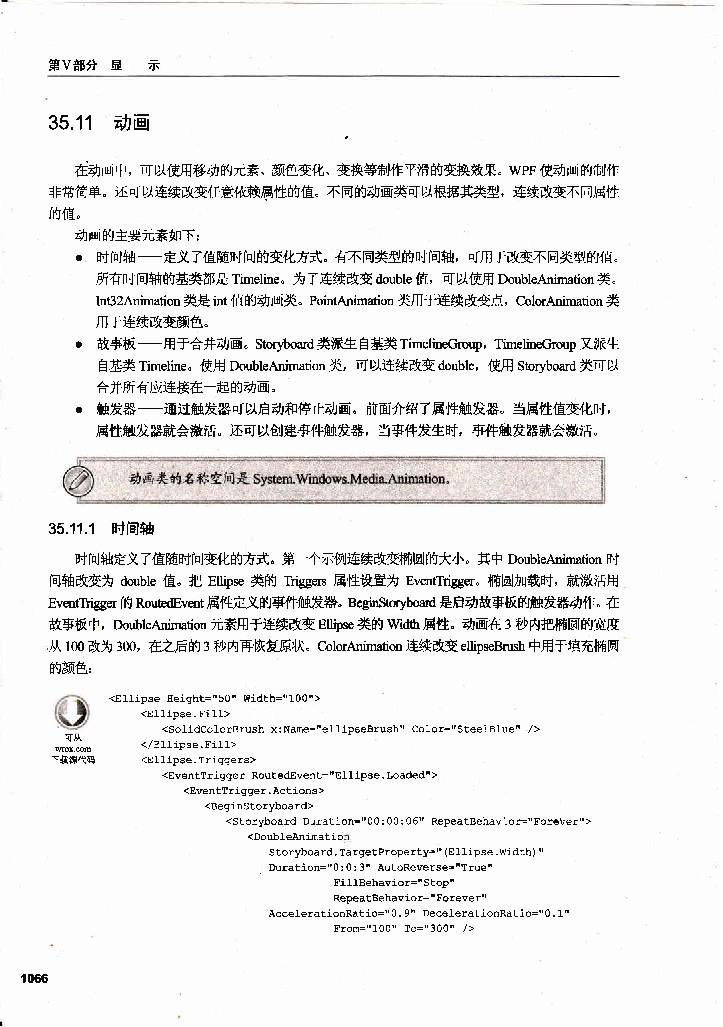 第V部分 显 示
35.11 动画
在动画中，可以使用移动的元素、颜色变化、变换等制作平滑的变换效果。WPF 使动画的制作
非常简单。还可以连续改变任意依赖属性的值。不同的动画类可以根据其类型，连续改变不同属性
的值。
动画的主要元素如下：
● 时间轴——定义了值随时间的变化方式。有不同类型的时间轴，可用于改变不同类型的值。
所有时间轴的基类都是 Timeline。为了连续改变 double 值，可以使用 DoubleAnimation 类。
Int32Animation 类是 int 值的动画类。PointAnimation 类用于连续改变点，ColorAnimation 类
用于连续改变颜色。
● 故事板——用于合并动画。Storyboard 类派生自基类 TimelineGroup，TimelineGroup 又派生
自基类 Timeline。使用 DoubleAnimation 类，可以连续改变 double，使用 Storyboard 类可以
合并所有应连接在一起的动画。
● 触发器——通过触发器可以启动和停止动画。前面介绍了属性触发器。当属性值变化时，
属性触发器就会激活。还可以创建事件触发器，当事件发生时，事件触发器就会激活。
动画类的名称空间是 System.Windows.Media.Animation。
35.11.1 时间轴
时间轴定义了值随时间变化的方式。第一个示例连续改变椭圆的大小。其中 DoubleAnimation 时
间轴改变为 double 值。把 Ellipse 类的 Triggers 属性设置为 EventTrigger。椭圆加载时，就激活用
EventTrigger 的 RoutedEvent 属性定义的事件触发器。BeginStoryboard 是启动故事板的触发器动作。在
故事板中，DoubleAnimation 元素用于连续改变 Ellipse 类的 Width 属性。动画在 3 秒内把椭圆的宽度
从 100 改为 300，在之后的 3 秒内再恢复原状。ColorAnimation 连续改变 ellipseBrush 中用于填充椭圆
的颜色：
可从
wrox.com
下载源代码
<Ellipse Height="50" Width="100">
<Ellipse.Fill>
<SolidColorBrush x:Name="ellipseBrush" Color="SteelBlue" />
</Ellipse.Fill>
<Ellipse.Triggers>
<EventTrigger RoutedEvent="Ellipse.Loaded">
<EventTrigger.Actions>
<BeginStoryboard>
<Storyboard Duration="00:00:06" RepeatBehavior="Forever">
<DoubleAnimation
Storyboard.TargetProperty="(Ellipse.Width)"
Duration="0:0:3" AutoReverse="True"
FillBehavior="Stop"
RepeatBehavior="Forever"
AccelerationRatio="0.9" DecelerationRatio="0.1"
From="100" To="300" />
1066